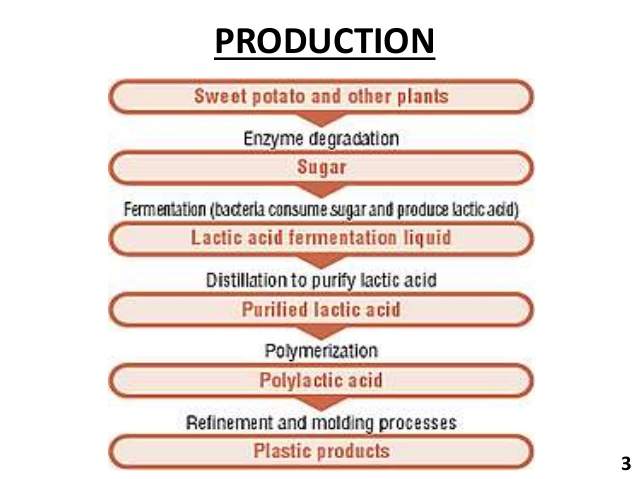 PRODUCTION
Sweet potato and other plants
Enzyme degradation
Sugar
Fermentation (bacteria consume sugar and produce lactic acid)
Lactic acid fermentation liquid
Distillation to purify lactic acid
Purified lactic acid
Polymerization
Polylactic acid
Refinement and molding processes
Plastic products
3